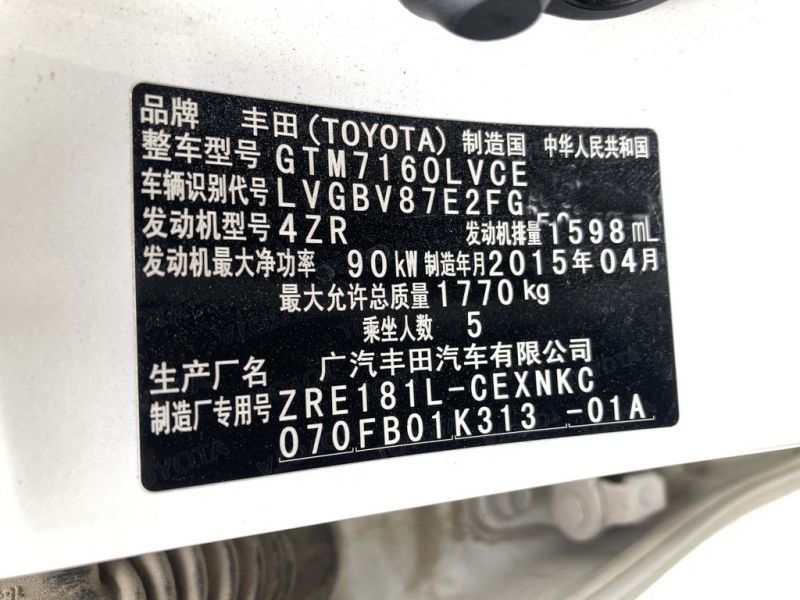 品牌 丰田(TOYOTA) 制造国 中华人民共和国
整车型号 GTM7160LVCE
车辆识别代号 LVGBV87E2FG
发动机型号 4ZR 发动机排量 1598 mL
发动机最大净功率 90 kW 制造年月 2015年04月
最大允许总质量 1770 kg
乘坐人数 5
生产厂名 广汽丰田汽车有限公司
制造厂专用号 ZRE181L-CEXNKC
070FB01K313 -01A